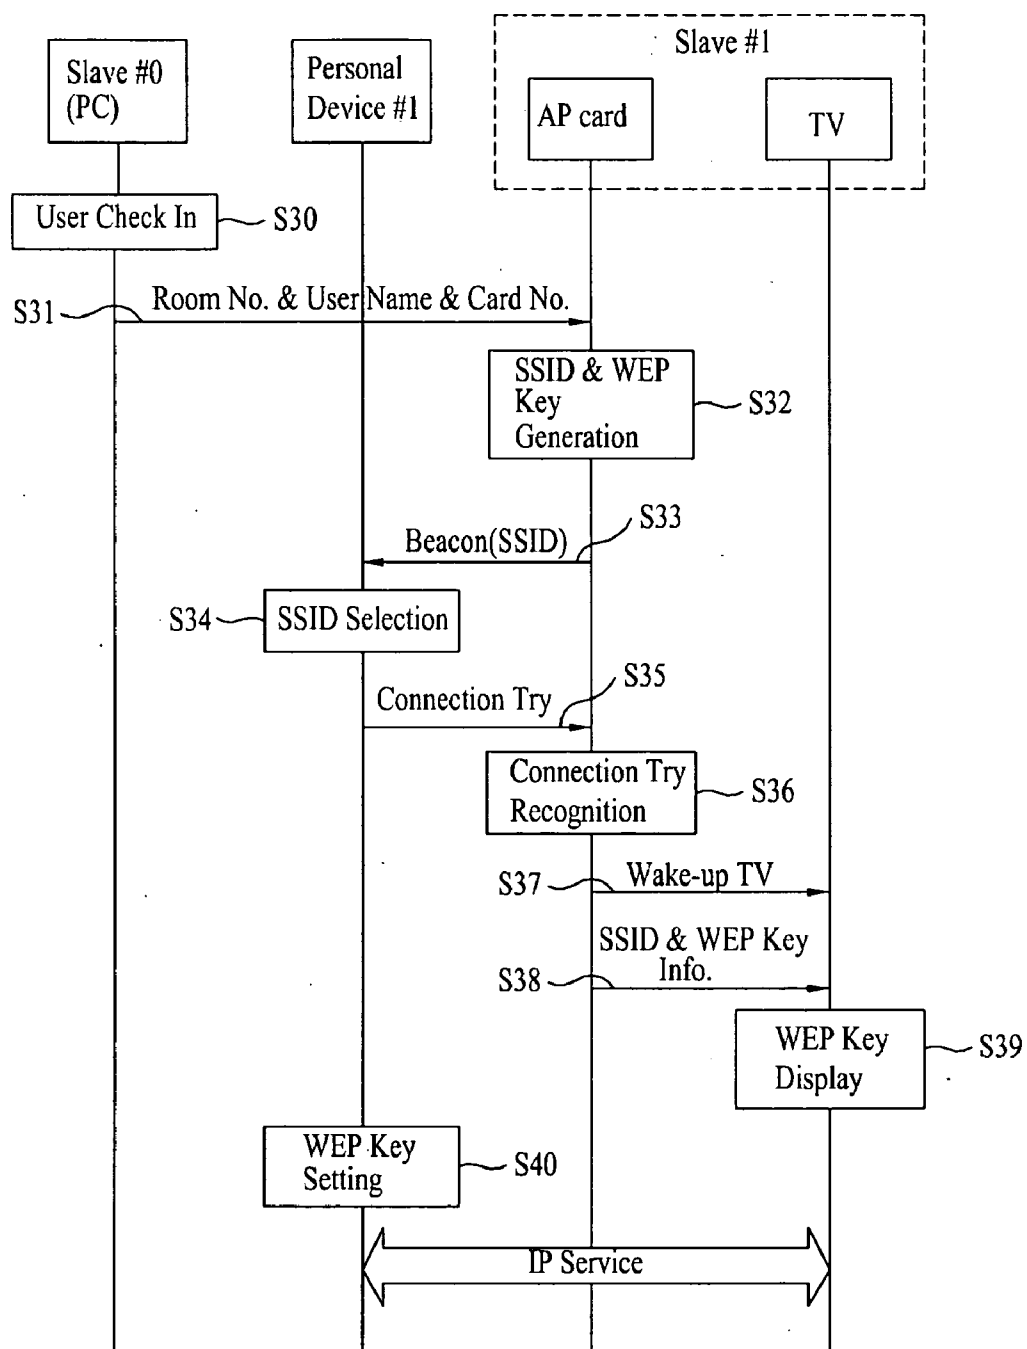 Slave #1
Slave #0
(PC)
Personal
Device #1
AP card
TV
User Check In
S30
Room No. & User Name & Card No.
S31
SSID & WEP
Key
Generation
S32
S33
Beacon(SSID)
S34
SSID Selection
S35
Connection Try
Connection Try
Recognition
S36
S37
Wake-up TV
SSID & WEP Key
Info.
S38
WEP Key
Display
S39
WEP Key
Setting
S40
IP Service